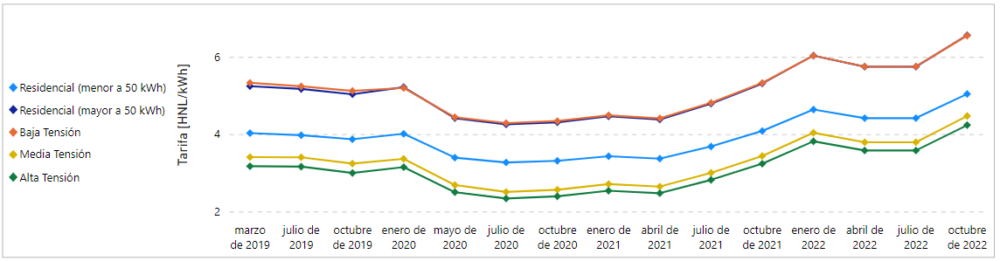 Residencial (menor a 50 kWh)
Residencial (mayor a 50 kWh)
Baja Tensión
Media Tensión
Alta Tensión
Tarifa [HNL/kWh]
6
4
2
marzo de 2019
julio de 2019
octubre de 2019
enero de 2020
mayo de 2020
julio de 2020
octubre de 2020
enero de 2021
abril de 2021
julio de 2021
octubre de 2021
enero de 2022
abril de 2022
julio de 2022
octubre de 2022